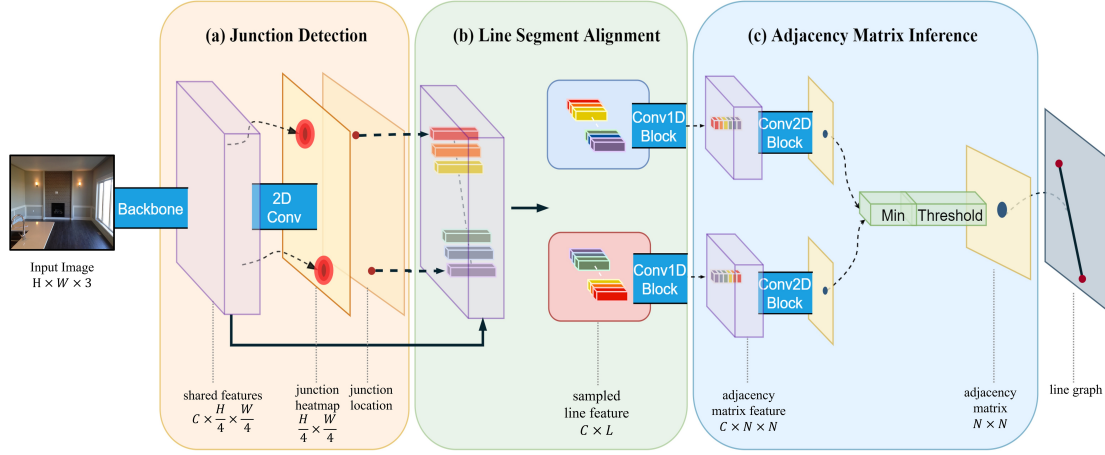 (a) Junction Detection
(b) Line Segment Alignment
(c) Adjacency Matrix Inference
Backbone
2D
Conv
Conv1D
Block
Conv2D
Block
Min
Threshold
Conv1D
Block
Conv2D
Block
Input Image
H × W × 3
shared features
C × H/4 × W/4
junction
heatmap
H/4 × W/4
junction
location
sampled
line feature
C × L
adjacency
matrix feature
C × N × N
adjacency
matrix
N × N
line graph